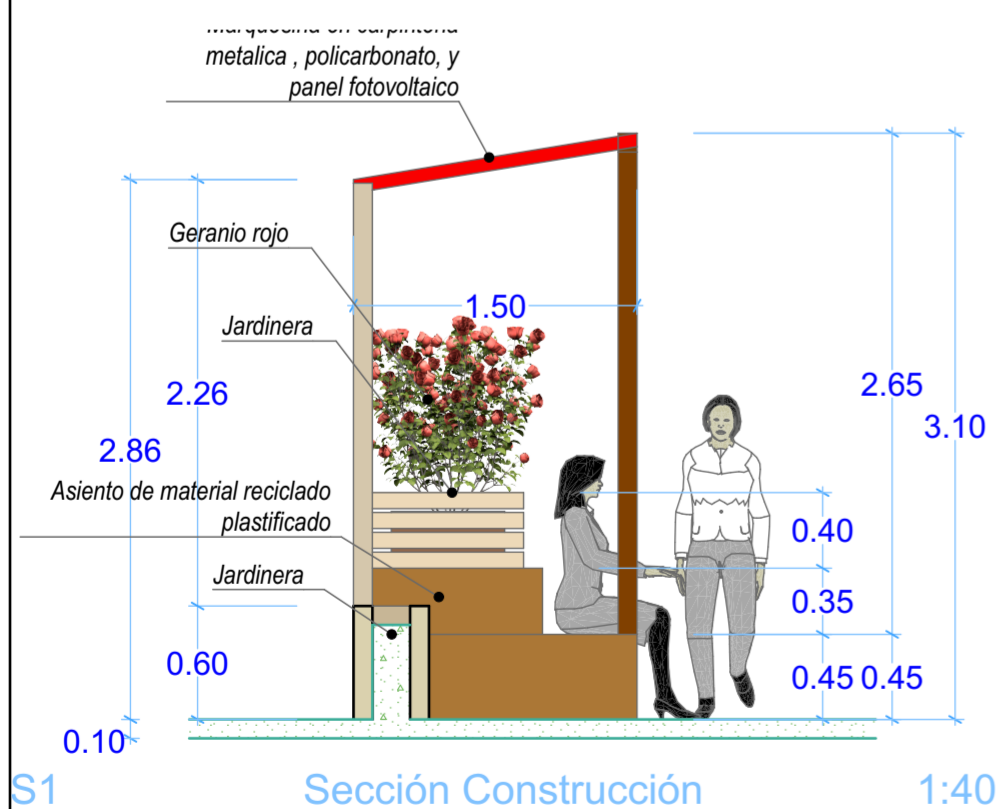 metalica , policarbonato, y
panel fotovoltaico
Geranio rojo
1.50
Jardinera
2.26
2.65
2.86
3.10
Asiento de material reciclado
plastificado
0.40
Jardinera
0.35
0.60
0.45 0.45
0.10
S1 Sección Construcción 1:40